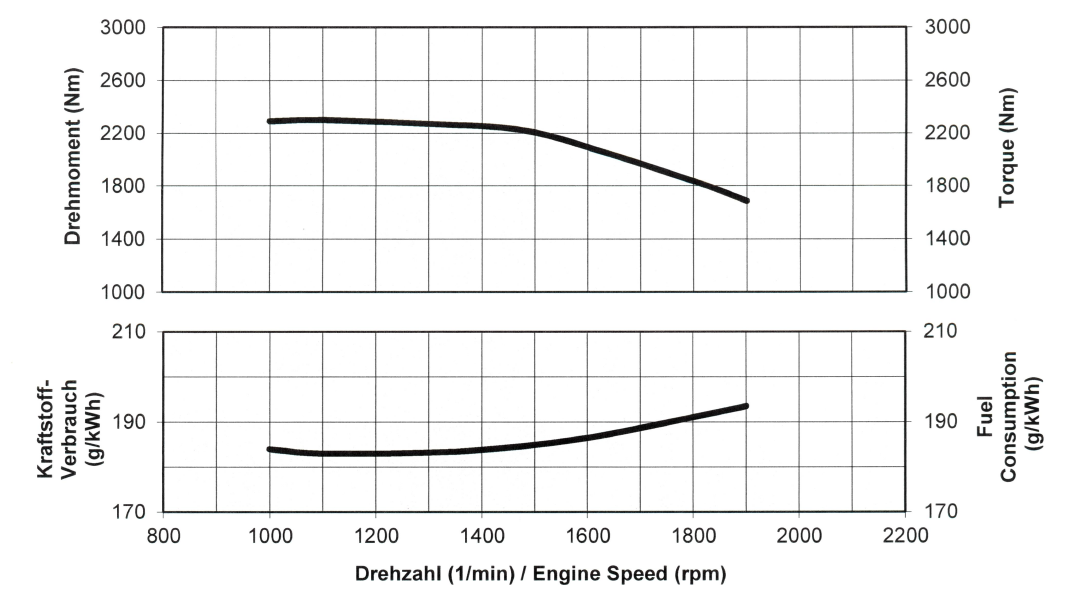 3000
2600
2200
1800
1400
1000
Drehmoment (Nm)
3000
2600
2200
1800
1400
1000
Torque (Nm)
210
190
170
Kraftstoff-
Verbrauch
(g/kWh)
210
190
170
Fuel
Consumption
(g/kWh)
800 1000 1200 1400 1600 1800 2000 2200
Drehzahl (1/min) / Engine Speed (rpm)